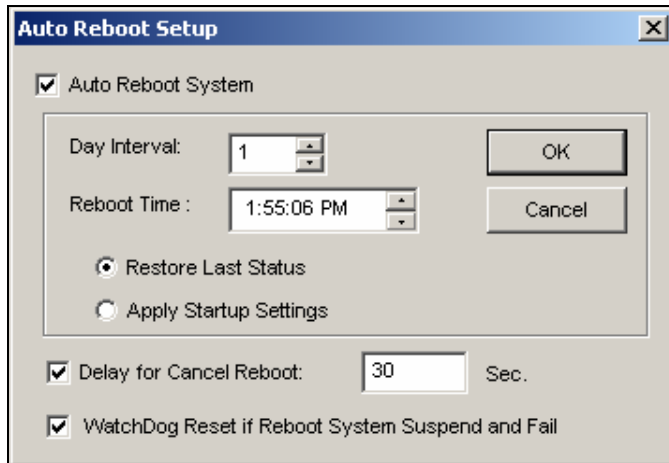 Auto Reboot Setup
Auto Reboot System
Day Interval: 1 OK
Reboot Time : 1:55:06 PM Cancel
Restore Last Status
Apply Startup Settings
Delay for Cancel Reboot: 30 Sec.
WatchDog Reset if Reboot System Suspend and Fail